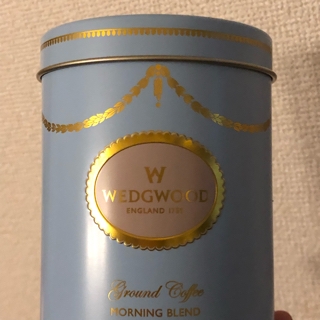 W
WEDGWOOD
ENGLAND 1759
Ground Coffee
MORNING BLEND